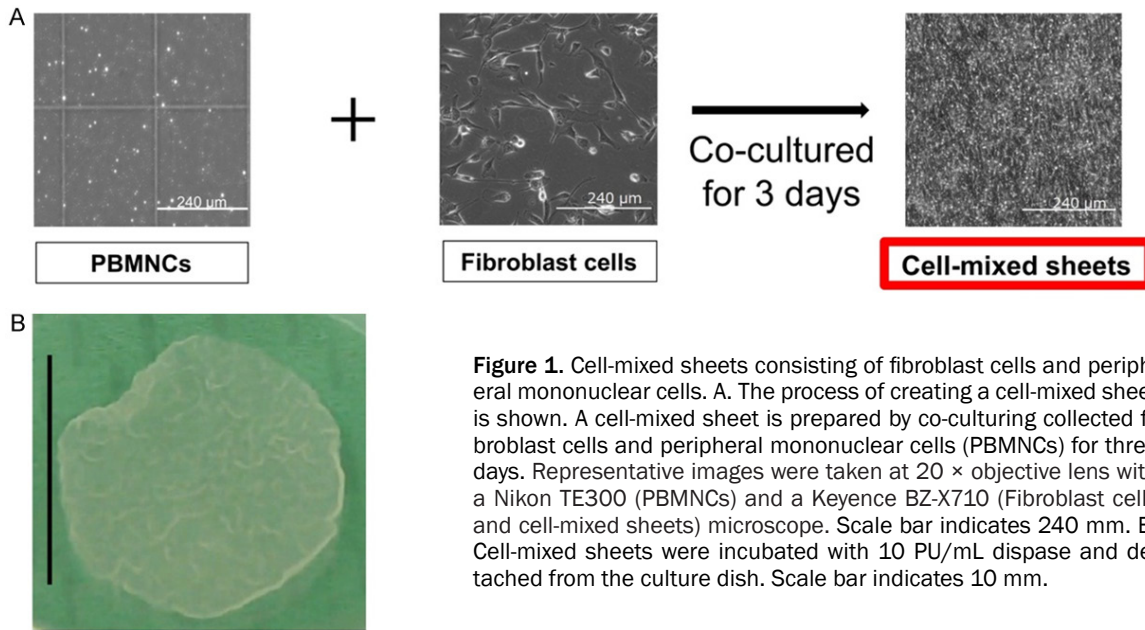 A
240 µm
+
240 µm
Co-cultured
for 3 days
240 µm
PBMNCs
Fibroblast cells
Cell-mixed sheets
B
Figure 1. Cell-mixed sheets consisting of fibroblast cells and periph-
eral mononuclear cells. A. The process of creating a cell-mixed shee
is shown. A cell-mixed sheet is prepared by co-culturing collected f
broblast cells and peripheral mononuclear cells (PBMNCs) for thre
days. Representative images were taken at 20 × objective lens wit
a Nikon TE300 (PBMNCs) and a Keyence BZ-X710 (Fibroblast cell
and cell-mixed sheets) microscope. Scale bar indicates 240 mm. B
Cell-mixed sheets were incubated with 10 PU/mL dispase and de
tached from the culture dish. Scale bar indicates 10 mm.